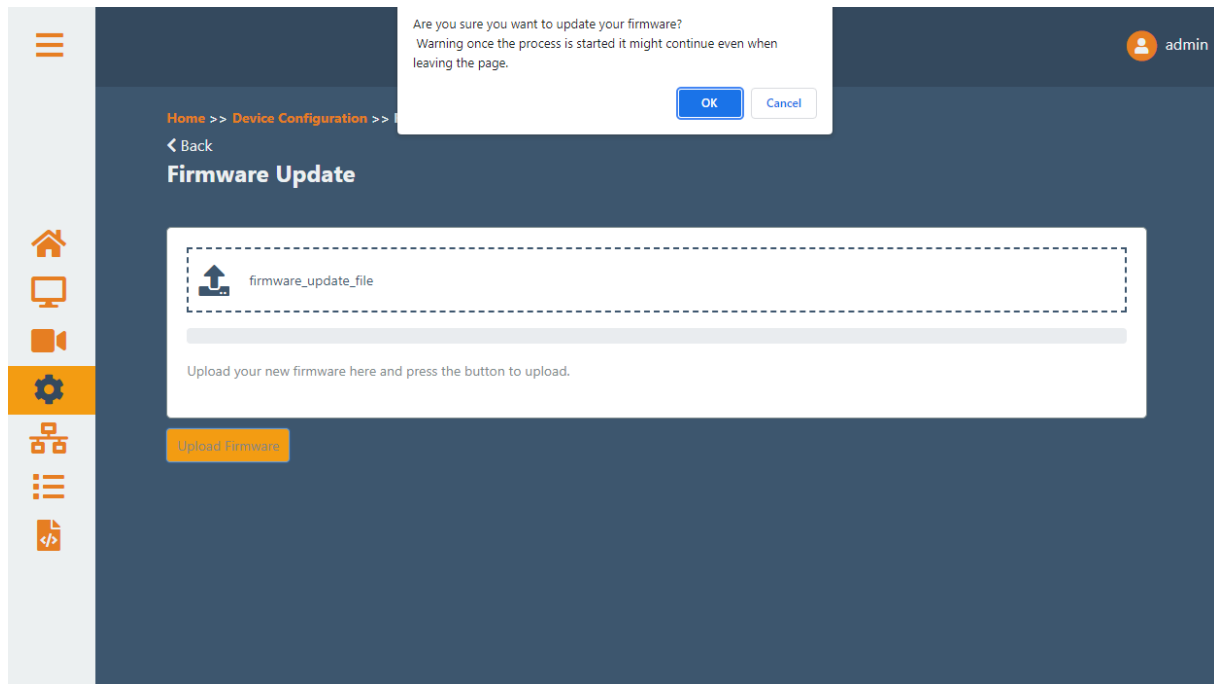 Are you sure you want to update your firmware?
Warning once the process is started it might continue even when
leaving the page.
OK
Cancel
admin
Home >> Device Configuration >>
Back
Firmware Update
firmware_update_file
Upload your new firmware here and press the button to upload.
Upload Firmware